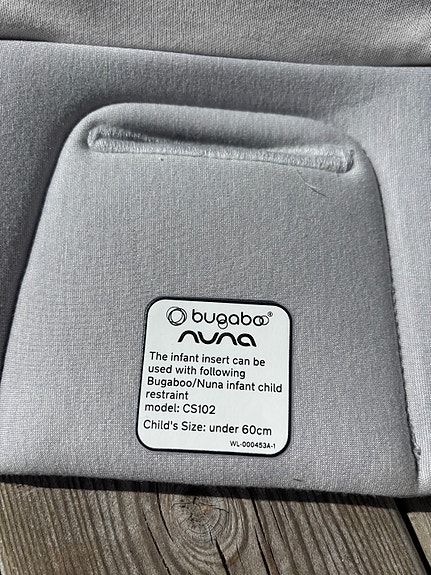 bugaboo®
nuna
The infant insert can be
used with following
Bugaboo/Nuna infant child
restraint
model: CS102
Child's Size: under 60cm
WL-000453A-1